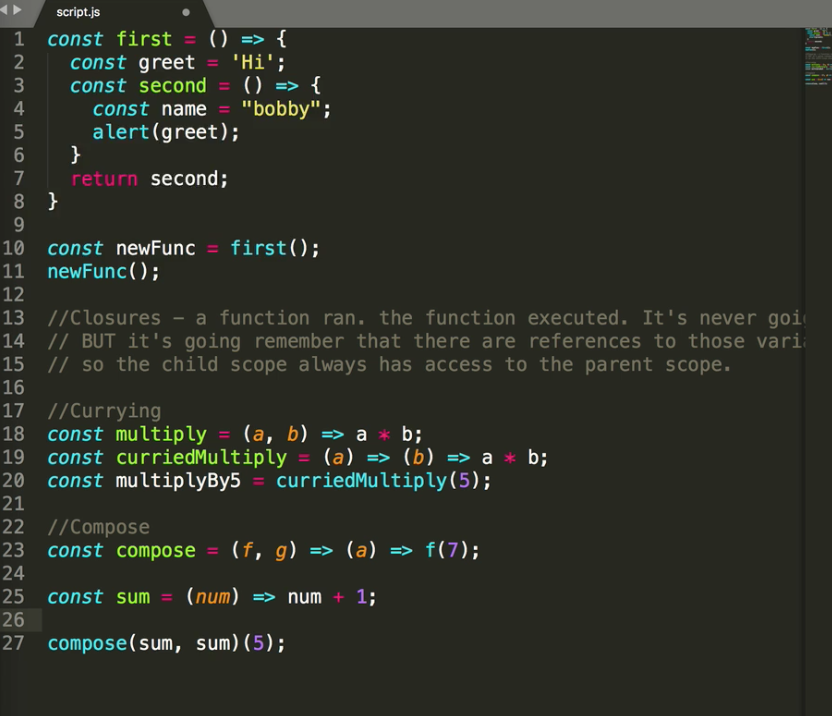 script.js
1 const first = () => {
2   const greet = 'Hi';
3   const second = () => {
4     const name = "bobby";
5     alert(greet);
6   }
7   return second;
8 }
9
10 const newFunc = first();
11 newFunc();
12
13 //Closures – a function ran. the function executed. It's never
14 // BUT it's going remember that there are references to those
15 // so the child scope always has access to the parent scope.
16
17 //Currying
18 const multiply = (a, b) => a * b;
19 const curriedMultiply = (a) => (b) => a * b;
20 const multiplyBy5 = curriedMultiply(5);
21
22 //Compose
23 const compose = (f, g) => (a) => f(7);
24
25 const sum = (num) => num + 1;
26
27 compose(sum, sum)(5);